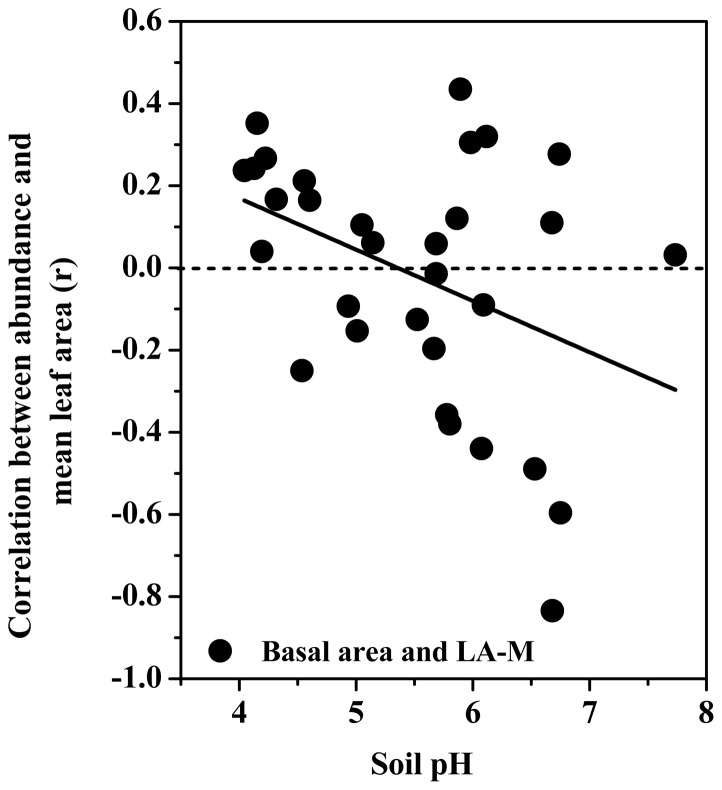 Correlation between abundance and
mean leaf area (r)
0.6
0.4
0.2
0.0
-0.2
-0.4
-0.6
-0.8
-1.0
Basal area and LA-M
4 5 6 7 8
Soil pH